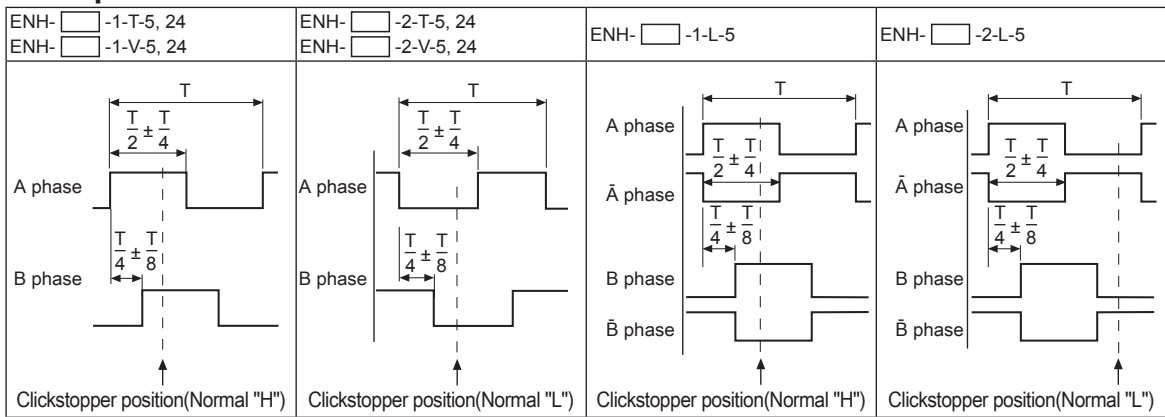 ENH- -1-T-5, 24
ENH- -1-V-5, 24
ENH- -2-T-5, 24
ENH- -2-V-5, 24
ENH- -1-L-5
ENH- -2-L-5
T
T/2 ± T/4
A phase
T/4 ± T/8
B phase
Clickstopper position(Normal "H")
T
T/2 ± T/4
A phase
T/4 ± T/8
B phase
Clickstopper position(Normal "L")
T
A phase
T/2 ± T/4
Ā phase
T/4 ± T/8
B phase
B̄ phase
Clickstopper position(Normal "H")
T
A phase
T/2 ± T/4
Ā phase
T/4 ± T/8
B phase
B̄ phase
Clickstopper position(Normal "L")